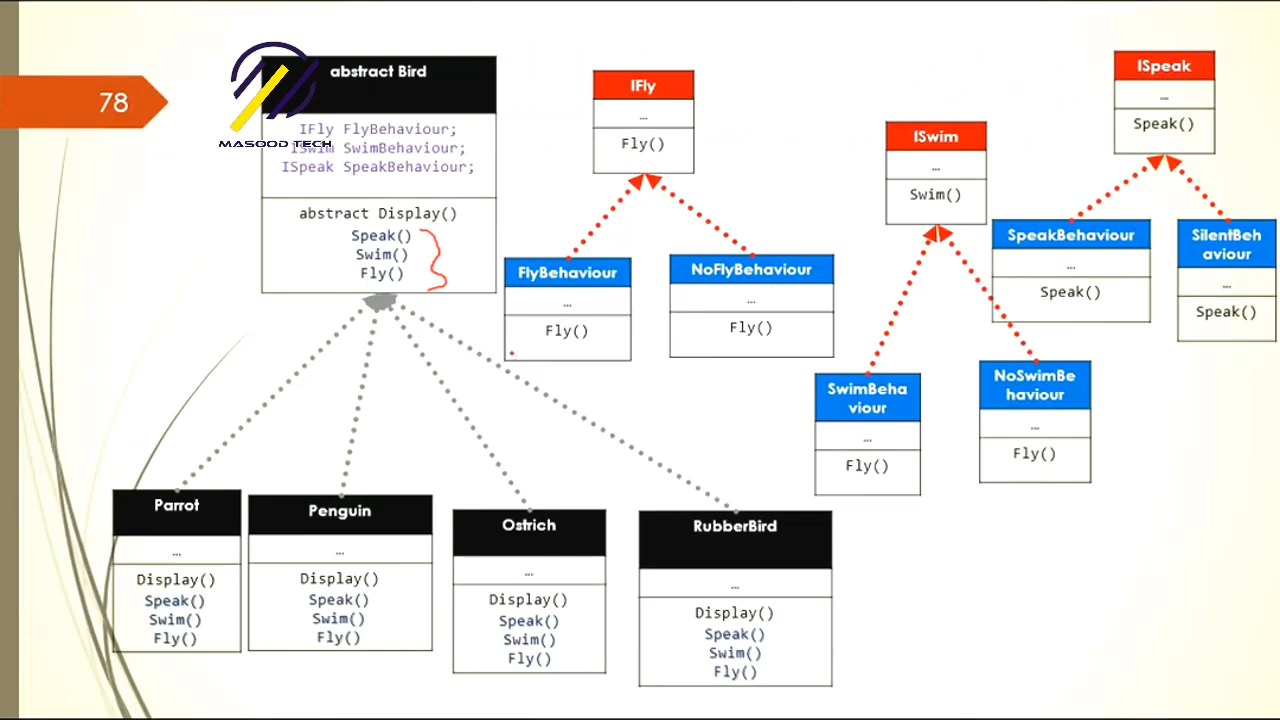 78
MASOOD TECH
abstract Bird
IFly FlyBehaviour;
ISwim SwimBehaviour;
ISpeak SpeakBehaviour;
abstract Display()
Speak()
Swim()
Fly()
IFly
...
Fly()
ISwim
...
Swim()
ISpeak
...
Speak()
FlyBehaviour
...
Fly()
NoFlyBehaviour
...
Fly()
SpeakBehaviour
...
Speak()
SilentBeh
aviour
...
Speak()
SwimBeha
viour
...
Fly()
NoSwimBe
haviour
...
Fly()
Parrot
...
Display()
Speak()
Swim()
Fly()
Penguin
...
Display()
Speak()
Swim()
Fly()
Ostrich
...
Display()
Speak()
Swim()
Fly()
RubberBird
...
Display()
Speak()
Swim()
Fly()